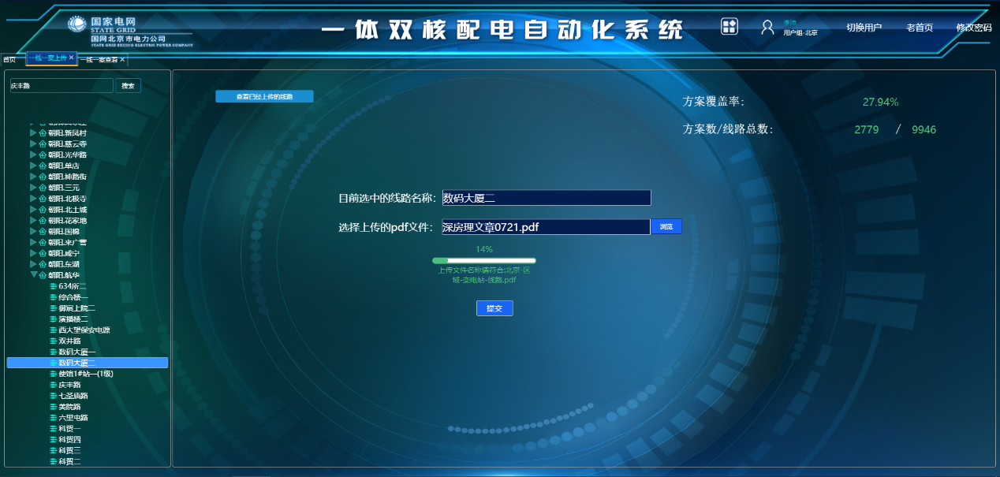 国家电网
STATE GRID
国网北京市电力公司
STATE GRID BEIJING ELECTRIC POWER COMPANY
一体双核配电自动化系统
李沛
用户组:北京
切换用户
老首页
修改密码
首页
一线一案上传 ×
一线一案查看 ×
庆丰路
搜索
查看已经上传的线路
方案覆盖率：
27.94%
方案数/线路总数：
2779 / 9946
朝阳.新凤村
朝阳.慈云寺
朝阳.光华路
朝阳.单店
朝阳.神路街
朝阳.三元
朝阳.北极寺
朝阳.北土城
朝阳.花家地
朝阳.国棉
朝阳.来广营
朝阳.咸宁
朝阳.东湖
朝阳.航华
634所二
综合楼一
御宸上院二
演播楼二
西大望保安电源
双井路
数码大厦一
数码大厦二
使馆1#站一(1级)
庆丰路
七圣庙路
美院路
六里屯路
科贸一
科贸四
科贸三
科贸二
目前选中的线路名称：
数码大厦二
选择上传的pdf文件：
深房理文章0721.pdf
浏览
14%
上传文件名称请符合:北京-区
域-变电站-线路.pdf
提交